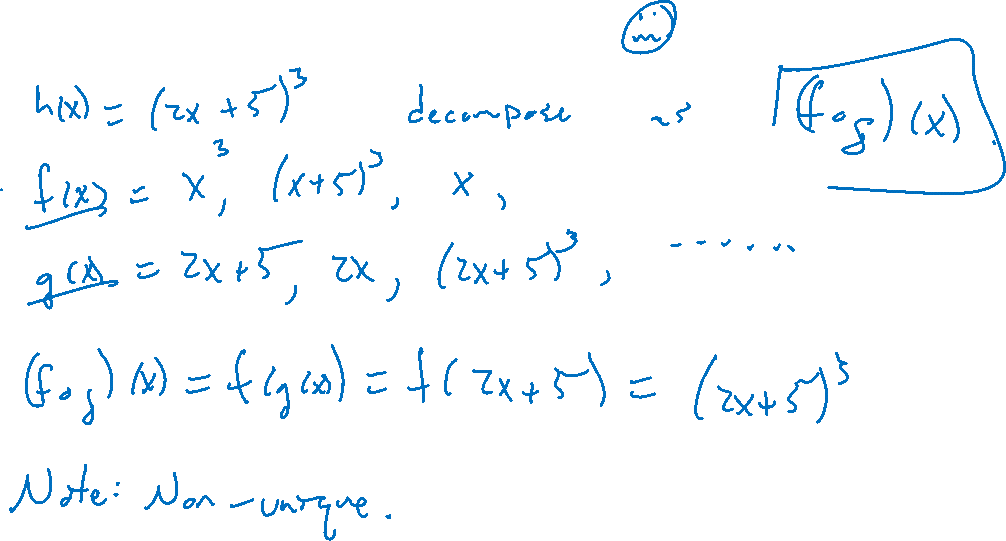 h(x) = (2x + 5)³ decompose as (f∘g)(x)
f(x) = x³, (x+5)³, x,
g(x) = 2x+5, 2x, (2x+5)³, ......
(f∘g)(x) = f(g(x)) = f(2x+5) = (2x+5)³
Note: Non-unique.